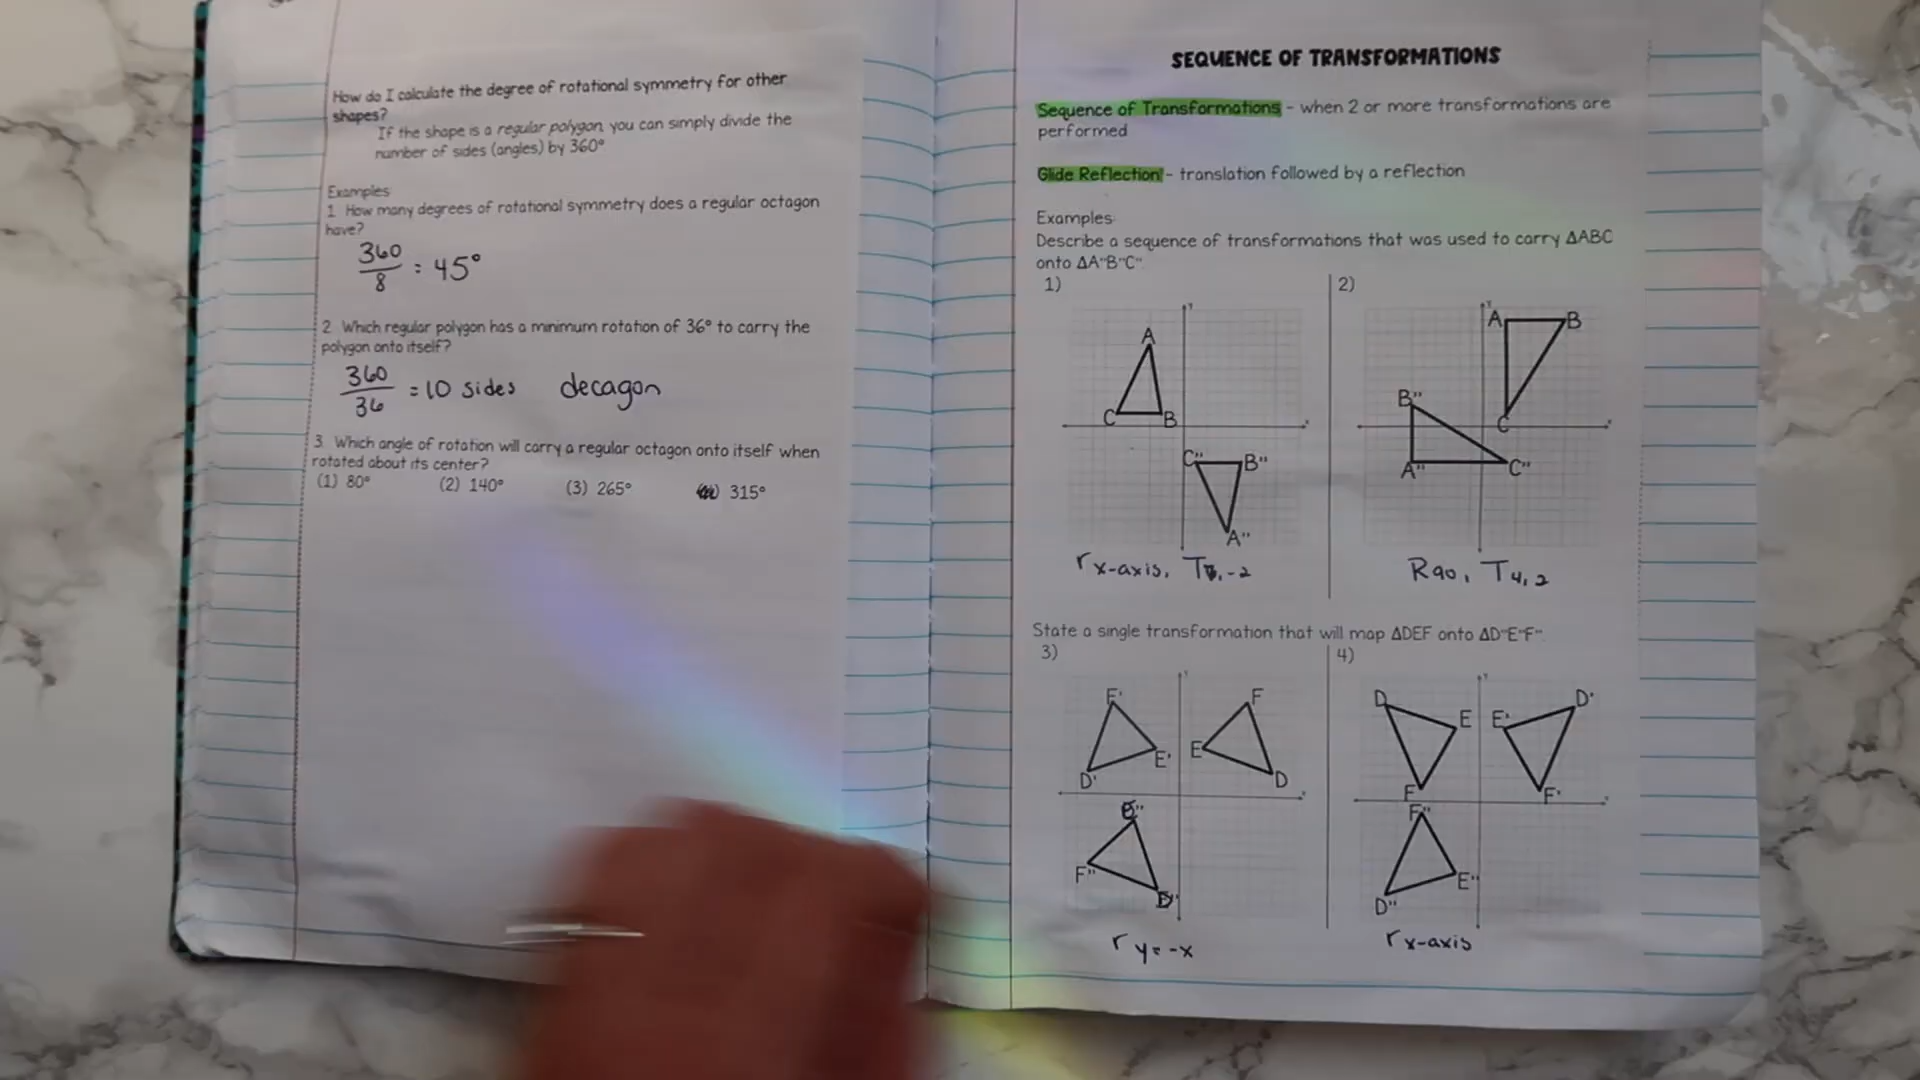 How do I calculate the degree of rotational symmetry for other
shapes?
If the shape is a regular polygon, you can simply divide the
number of sides (angles) by 360°
Examples
1. How many degrees of rotational symmetry does a regular octagon
have?
360
8
= 45°
2. Which regular polygon has a minimum rotation of 36° to carry the
polygon onto itself?
360
36
= 10 sides decagon
3. Which angle of rotation will carry a regular octagon onto itself when
rotated about its center?
(1) 80° (2) 140° (3) 265° 315°
SEQUENCE OF TRANSFORMATIONS
Sequence of Transformations - when 2 or more transformations are
performed
Glide Reflection - translation followed by a reflection
Examples:
Describe a sequence of transformations that was used to carry ΔABC
onto ΔA"B"C"
1)
A
C B
C" B"
A"
r x-axis, -2
2)
A B
C
B"
A" C"
R90, T4,2
State a single transformation that will map ΔDEF onto ΔD"E"F"
3)
F' F
E' E
D' D
F"
r y=-x
4)
D D'
E E'
F F'
F"
E"
D"
r x-axis